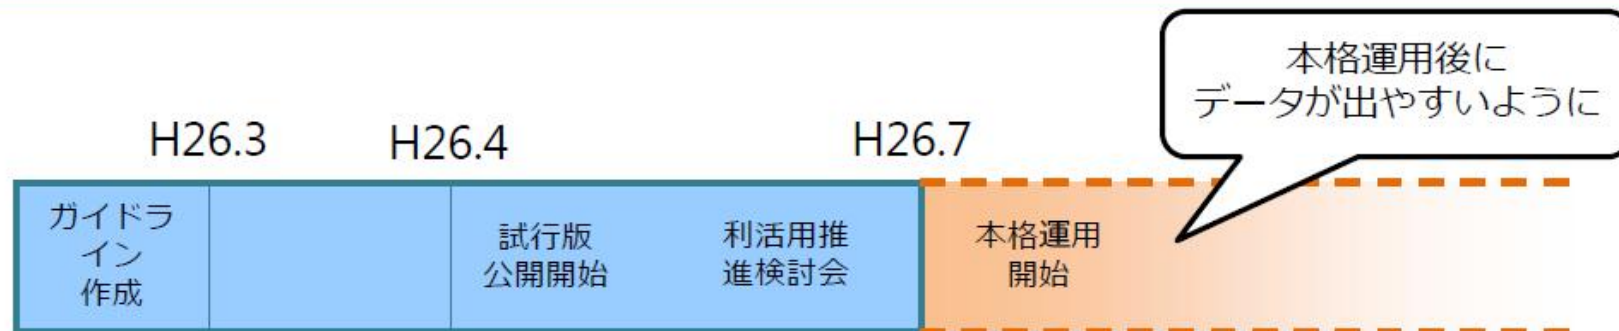 本格運用後に
データが出やすいように
H26.3
H26.4
H26.7
ガイドラ
イン
作成
試行版
公開開始
利活用推
進検討会
本格運用
開始